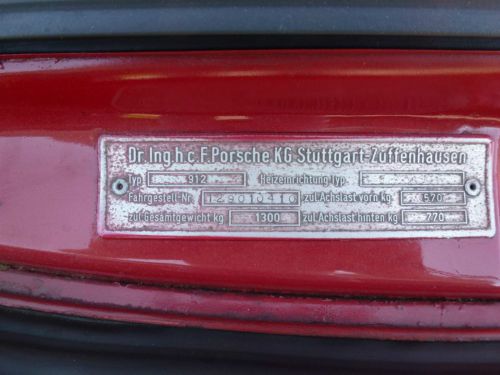 Dr. Ing. h. c. F. Porsche KG Stuttgart-Zuffenhausen
Typ 912 Heizeinrichtung Typ
Fahrgestell-Nr. 129010410 zul. Achslast vorn kg 570
zul. Gesamtgewicht kg 1300 zul. Achslast hinten kg 770